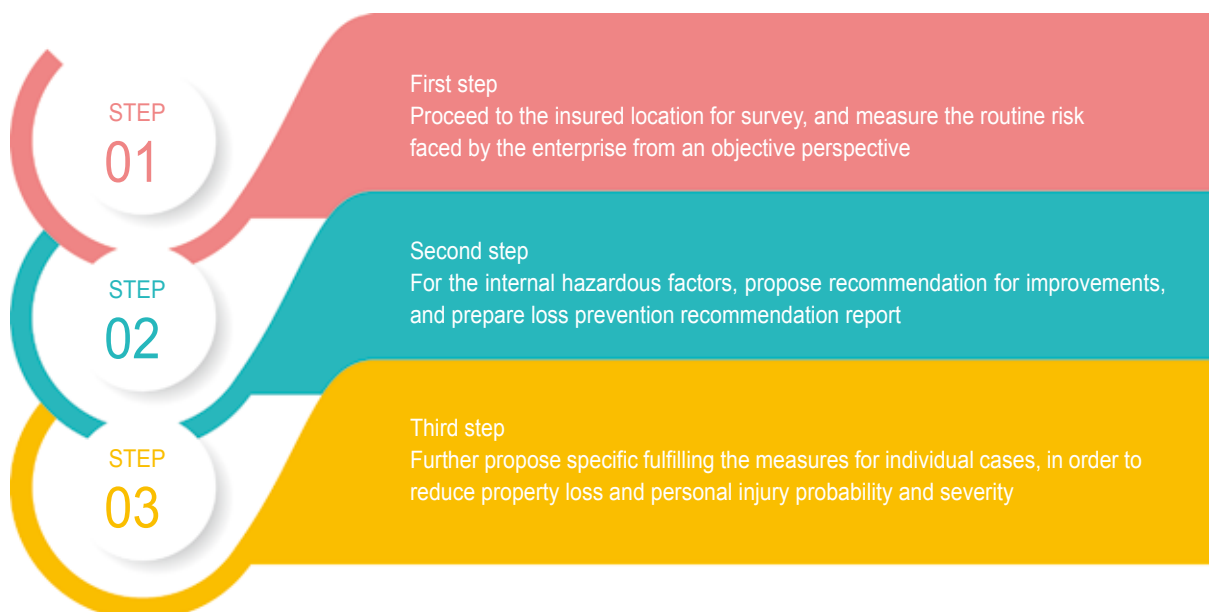 STEP
01
First step
Proceed to the insured location for survey, and measure the routine risk
faced by the enterprise from an objective perspective
STEP
02
Second step
For the internal hazardous factors, propose recommendation for improvements,
and prepare loss prevention recommendation report
STEP
03
Third step
Further propose specific fulfilling the measures for individual cases, in order to
reduce property loss and personal injury probability and severity